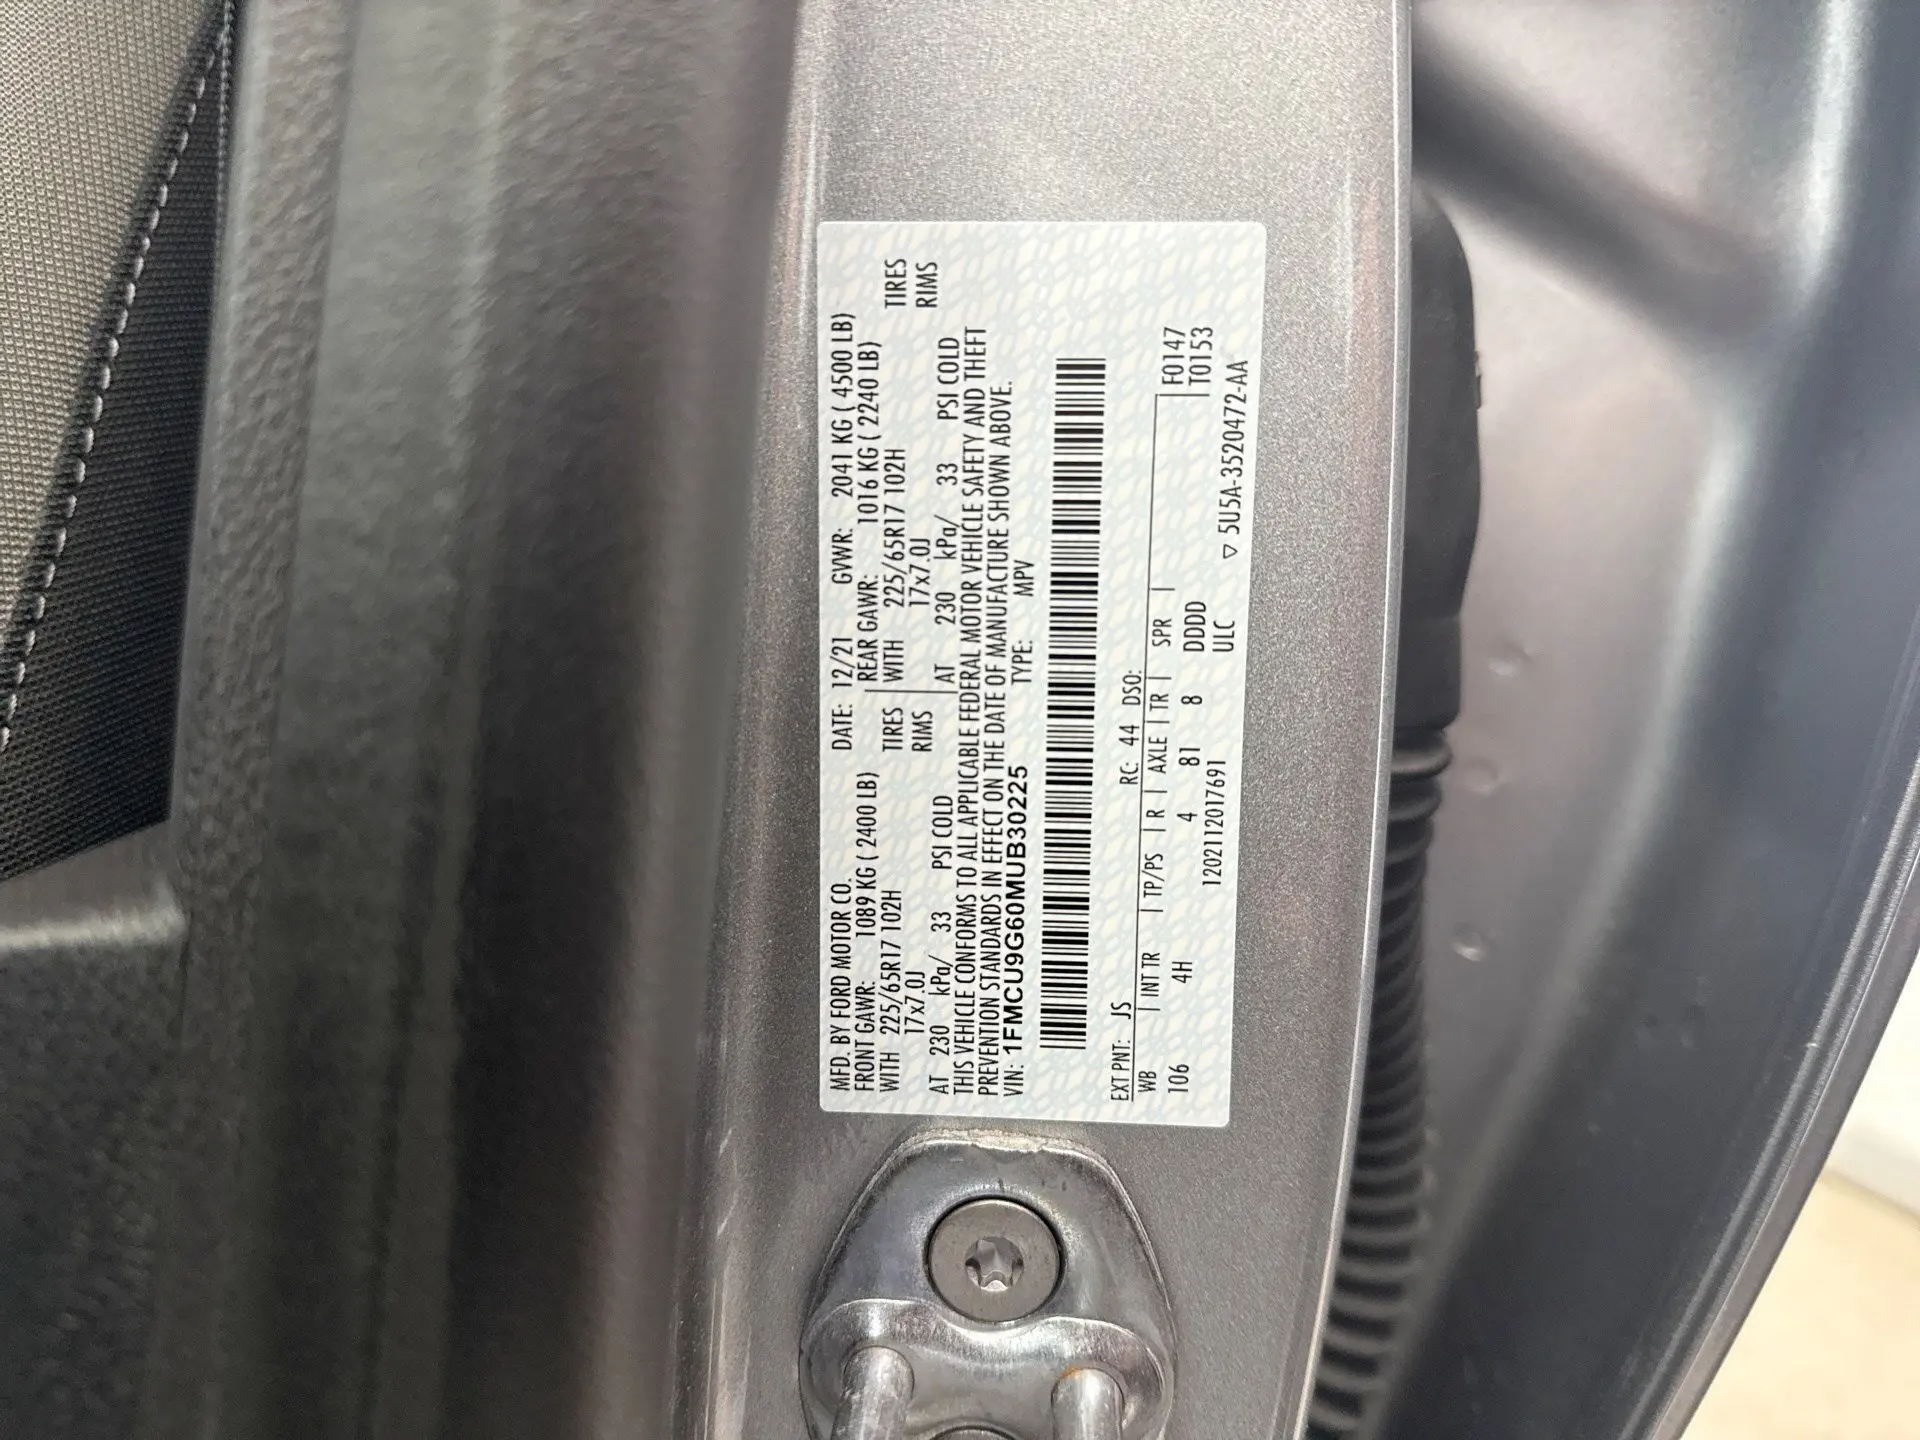 MFD. BY FORD MOTOR CO. DATE: 12/21 GVWR: 2041 KG ( 4500 LB)
FRONT GAWR: 1089 KG ( 2400 LB) REAR GAWR: 1016 KG ( 2240 LB)
WITH 225/65R17 102H TIRES WITH 225/65R17 102H TIRES
17x7.0J RIMS 17x7.0J RIMS
AT 230 kPa/ 33 PSI COLD AT 230 kPa/ 33 PSI COLD
THIS VEHICLE CONFORMS TO ALL APPLICABLE FEDERAL MOTOR VEHICLE SAFETY AND THEFT
PREVENTION STANDARDS IN EFFECT ON THE DATE OF MANUFACTURE SHOWN ABOVE.
VIN: 1FMCU9G60MUB30225 TYPE: MPV
EXT PNT: JS RC: 44 DSO:
WB | INT TR | TP/PS | R | AXLE | TR | SPR | F0147
106 4H 4 81 8 DDDD T0153
1202112017691 ULC
▽ 5U5A-3520472-AA